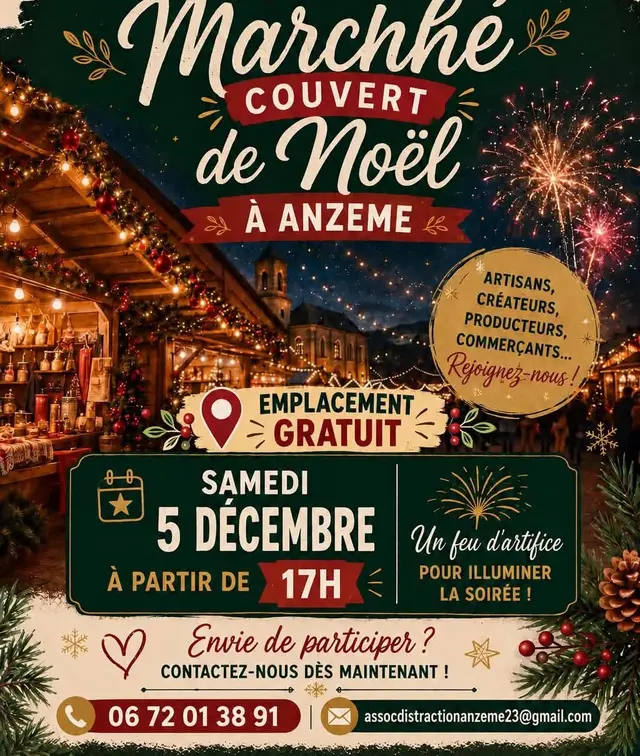 Marchhé
COUVERT
de Noël
À ANZEME
ARTISANS,
CRÉATEURS,
PRODUCTEURS,
COMMERÇANTS...
Rejoignez-nous !
EMPLACEMENT
GRATUIT
SAMEDI
5 DÉCEMBRE
À PARTIR DE 17H
Un feu d'artifice
POUR ILLUMINER
LA SOIRÉE !
Envie de participer ?
CONTACTEZ-NOUS DÈS MAINTENANT !
06 72 01 38 91
assocdistractionanzeme23@gmail.com